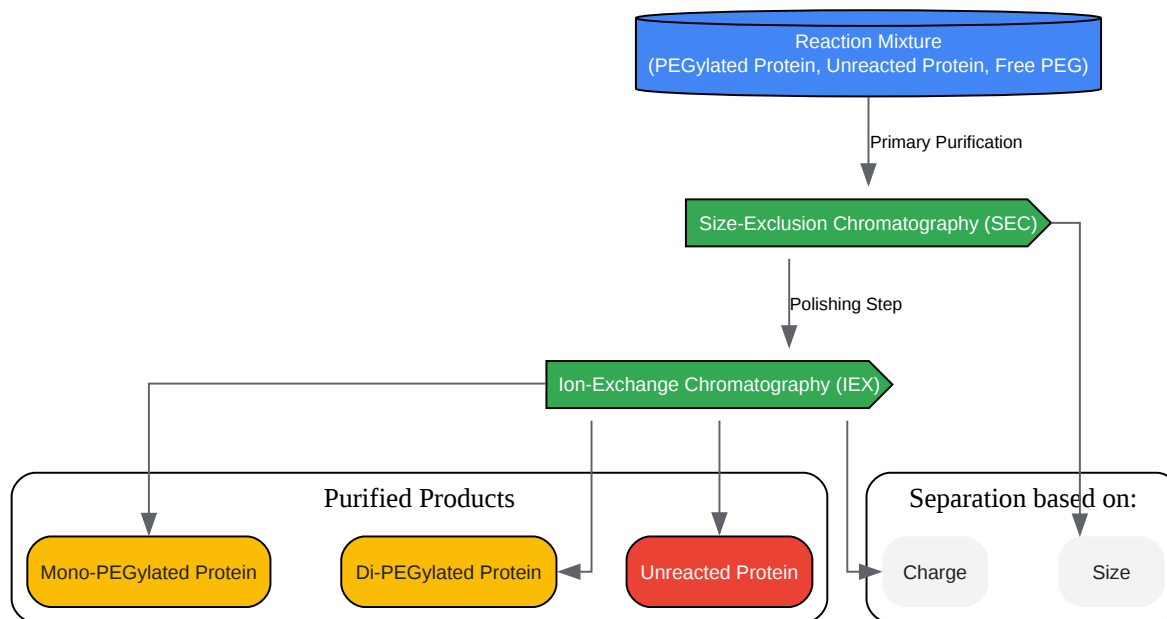 Reaction Mixture
(PEGylated Protein, Unreacted Protein, Free PEG)
Primary Purification
Size-Exclusion Chromatography (SEC)
Polishing Step
Ion-Exchange Chromatography (IEX)
Purified Products
Separation based on:
Mono-PEGylated Protein
Di-PEGylated Protein
Unreacted Protein
Charge
Size